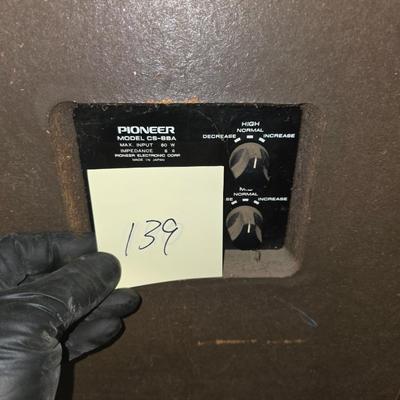 PIONEER
MODEL CS-88A
MAX. INPUT 60 W
IMPEDANCE
PIONEER ELECTRONIC CORP.
MADE IN JAPAN
HIGH
NORMAL
DECREASE INCREASE
NORMAL
SE INCREASE
139